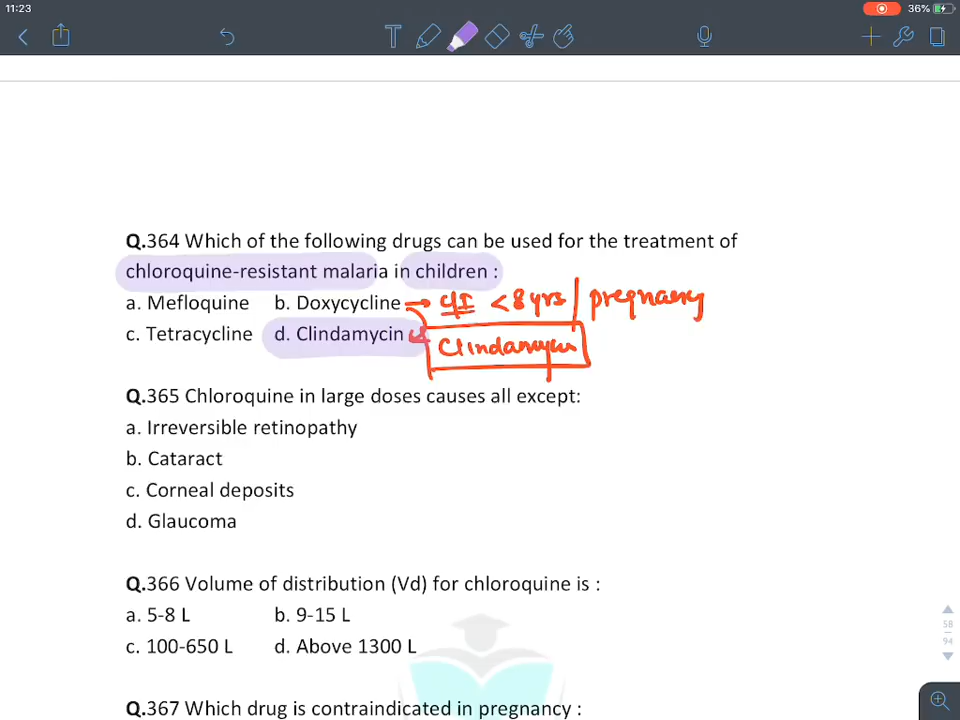 11:23
36%
T
Q.364 Which of the following drugs can be used for the treatment of
chloroquine-resistant malaria in children :
a. Mefloquine b. Doxycycline → C/I < 8 yrs / pregnancy
c. Tetracycline d. Clindamycin Clindamycin
Q.365 Chloroquine in large doses causes all except:
a. Irreversible retinopathy
b. Cataract
c. Corneal deposits
d. Glaucoma
Q.366 Volume of distribution (Vd) for chloroquine is :
a. 5-8 L b. 9-15 L
c. 100-650 L d. Above 1300 L
58
94
Q.367 Which drug is contraindicated in pregnancy :